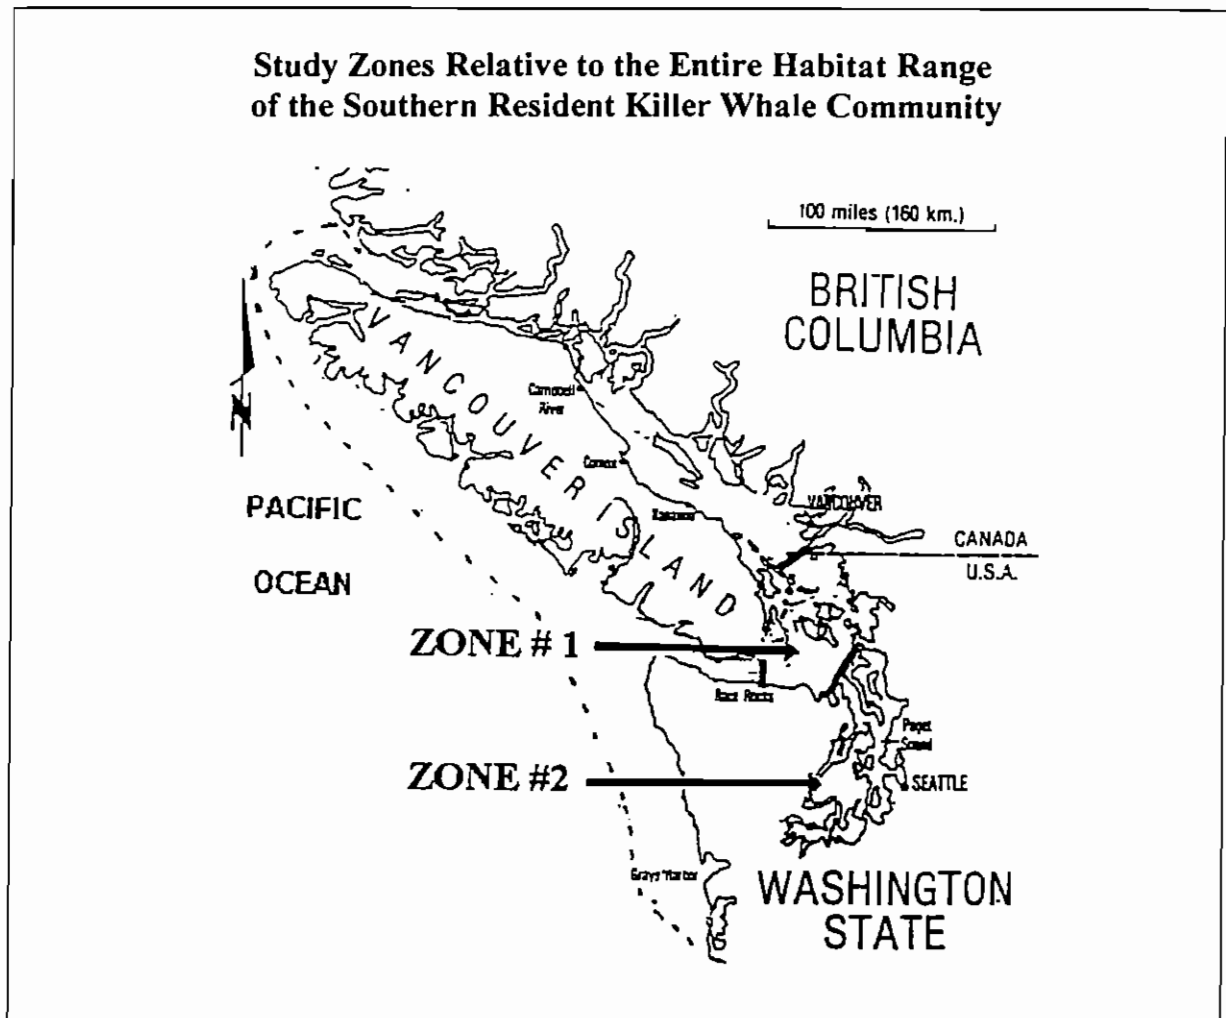 Study Zones Relative to the Entire Habitat Range
of the Southern Resident Killer Whale Community
100 miles (160 km.)
BRITISH
COLUMBIA
VANCOUVER ISLAND
N
Campbell
River
Comox
PACIFIC
OCEAN
VANCOUVER
CANADA
U.S.A.
ZONE # 1
Race Rocks
Puget
Sound
ZONE #2
SEATTLE
Grays Harbor
WASHINGTON
STATE